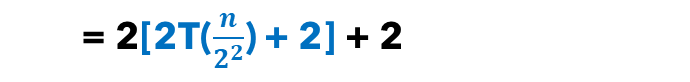 = 2[2T(n/2²) + 2] + 2